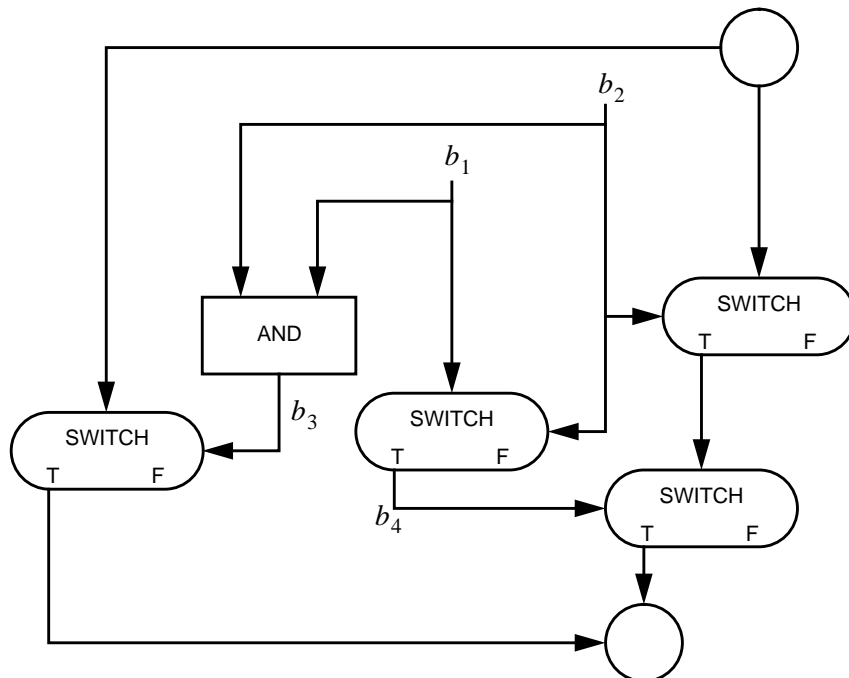 b2
b1
SWITCH
T F
AND
b3
SWITCH
T F
SWITCH
T F
b4
SWITCH
T F